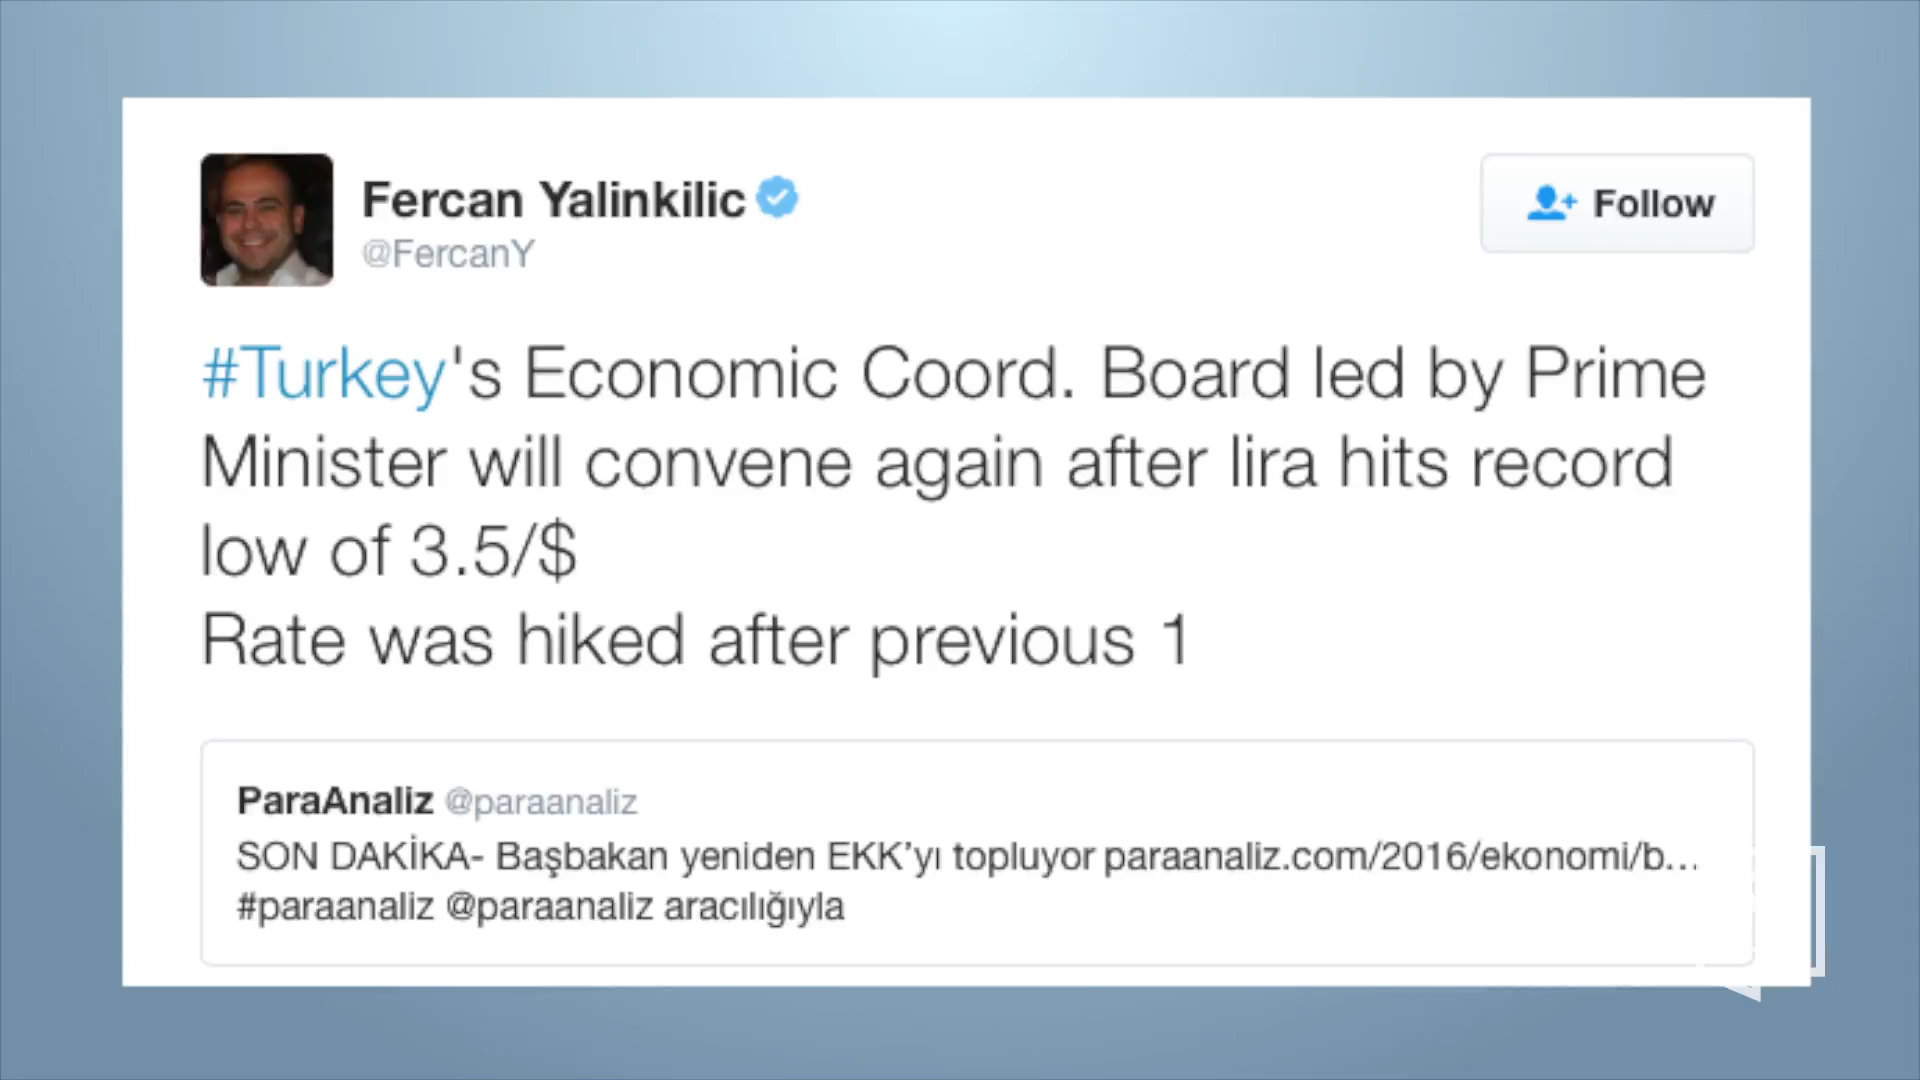 Fercan Yalinkilic
@FercanY
Follow
#Turkey's Economic Coord. Board led by Prime
Minister will convene again after lira hits record
low of 3.5/$
Rate was hiked after previous 1
ParaAnaliz @paraanaliz
SON DAKİKA- Başbakan yeniden EKK’yı topluyor paraanaliz.com/2016/ekonomi/b…
#paraanaliz @paraanaliz aracılığıyla